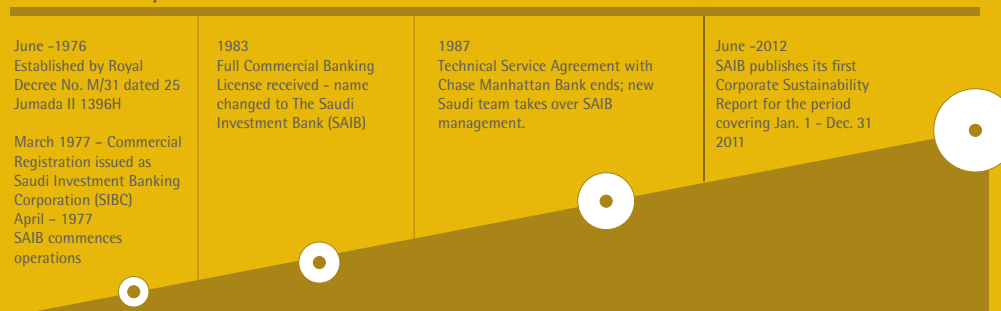 June -1976
Established by Royal
Decree No. M/31 dated 25
Jumada II 1396H
March 1977 – Commercial
Registration issued as
Saudi Investment Banking
Corporation (SIBC)
April – 1977
SAIB commences
operations
1983
Full Commercial Banking
License received - name
changed to The Saudi
Investment Bank (SAIB)
1987
Technical Service Agreement with
Chase Manhattan Bank ends; new
Saudi team takes over SAIB
management.
June -2012
SAIB publishes its first
Corporate Sustainability
Report for the period
covering Jan. 1 - Dec. 31
2011